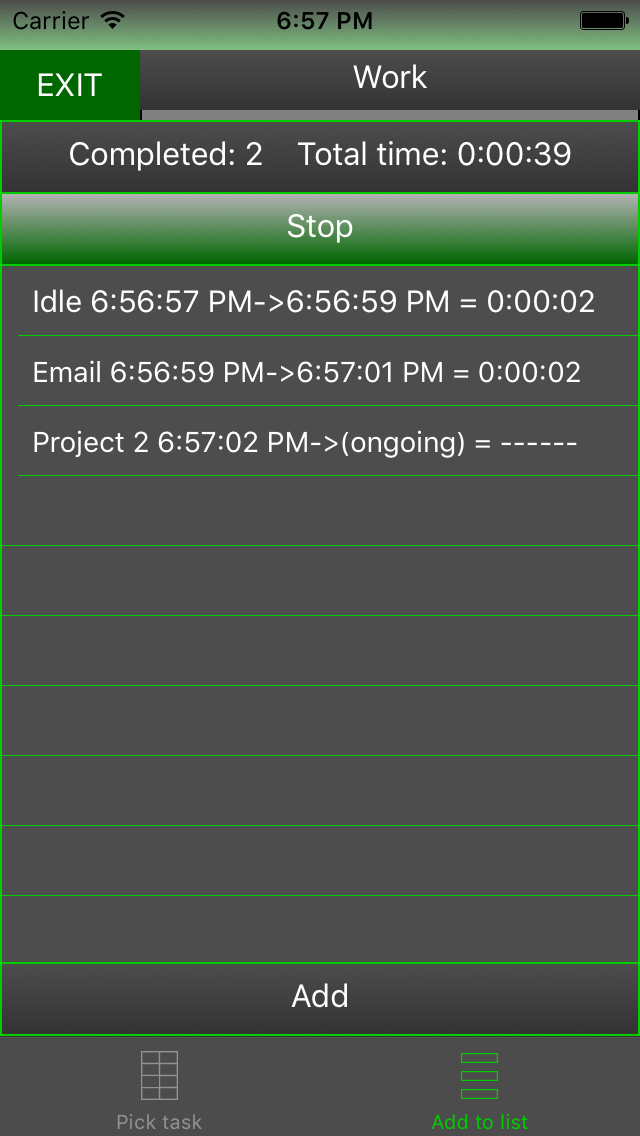 Carrier 6:57 PM
EXIT
Work
Completed: 2 Total time: 0:00:39
Stop
Idle 6:56:57 PM->6:56:59 PM = 0:00:02
Email 6:56:59 PM->6:57:01 PM = 0:00:02
Project 2 6:57:02 PM->(ongoing) = ------
Add
Pick task
Add to list